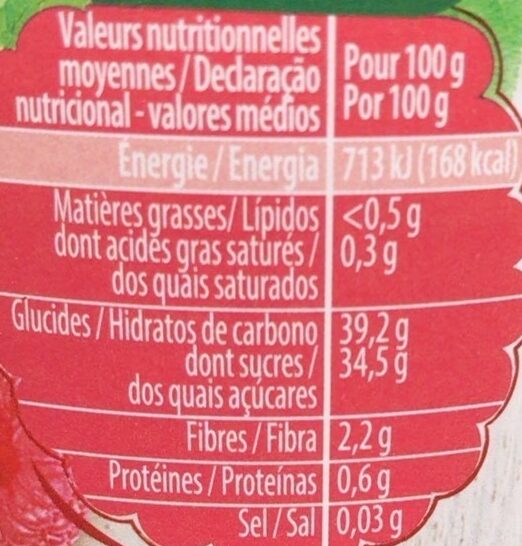 Valeurs nutritionnelles
moyennes / Declaração
nutricional - valores médios
Pour 100 g
Por 100 g
Énergie / Energia 713 kJ (168 kcal)
Matières grasses / Lípidos <0,5 g
dont acides gras saturés / 0,3 g
dos quais saturados
Glucides / Hidratos de carbono 39,2 g
dont sucres / 34,5 g
dos quais açúcares
Fibres / Fibra 2,2 g
Protéines / Proteínas 0,6 g
Sel / Sal 0,03 g